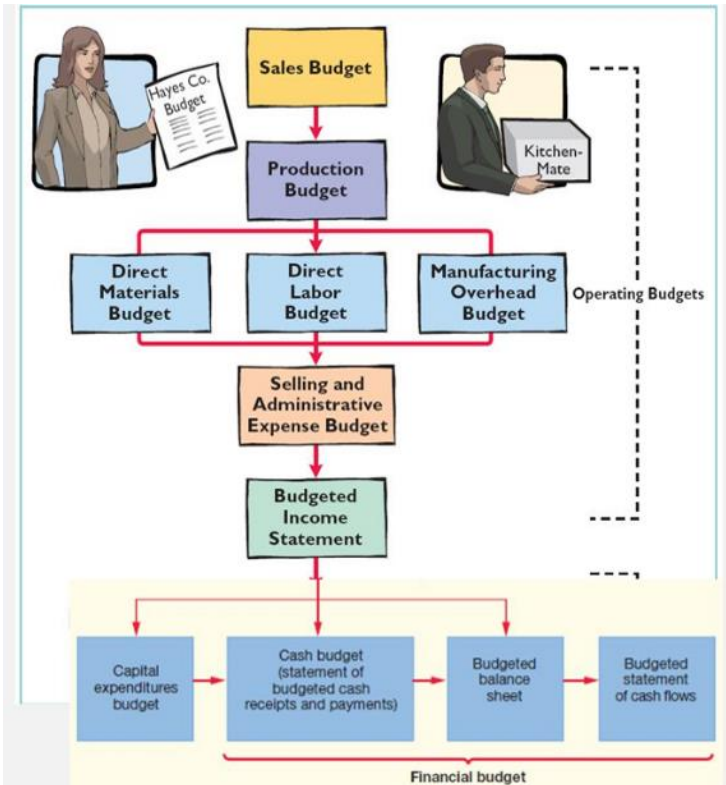 Hayes Co.
Budget
Sales Budget
Kitchen-
Mate
Production
Budget
Direct
Materials
Budget
Direct
Labor
Budget
Manufacturing
Overhead
Budget
Operating Budgets
Selling and
Administrative
Expense Budget
Budgeted
Income
Statement
Capital
expenditures
budget
Cash budget
(statement of
budgeted cash
receipts and payments)
Budgeted
balance
sheet
Budgeted
statement
of cash flows
Financial budget